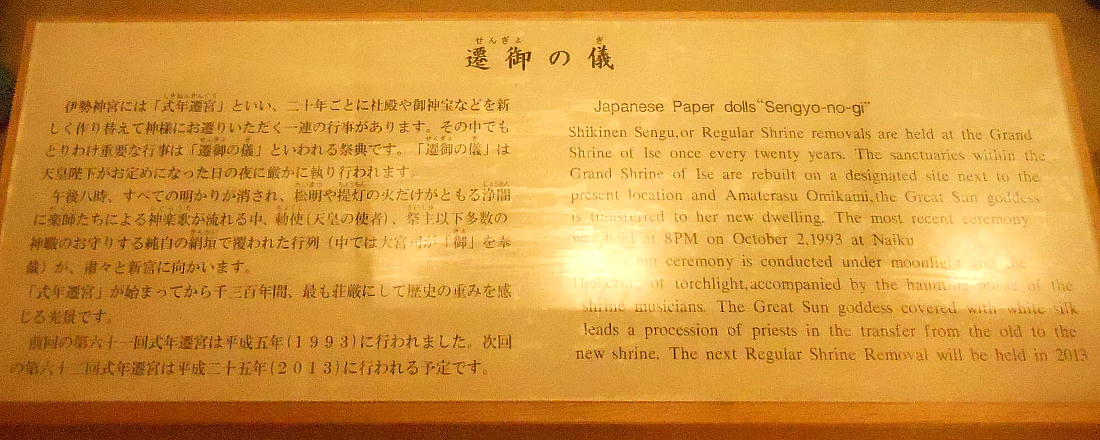 せんぎょ ぎ
遷御の儀
しきねんせんぐう
伊勢神宮には「式年遷宮」といい、二十年ごとに社殿や御神宝などを新
しく作り替えて神様にお遷りいただく一連の行事があります。その中でも
とりわけ重要な行事は「遷御の儀」といわれる祭典です。「遷御の儀」は
天皇陛下がお定めになった日の夜に厳かに執り行われます。
午後八時、すべての明かりが消され、松明や提灯の火だけがともる浄闇
に楽師たちによる神楽歌が流れる中、勅使(天皇の使者)、祭主以下多数の
神職のお守りする純白の絹垣で覆われた行列(中では大宮司が「御」を奉
戴)が、粛々と新宮に向かいます。
「式年遷宮」が始まってから千三百年間、最も荘厳にして歴史の重みを感
じる光景です。
前回の第六十一回式年遷宮は平成五年(1993)に行われました。次回
の第六十二回式年遷宮は平成二十五年(2013)に行われる予定です。
Japanese Paper dolls“Sengyo-no-gi”
Shikinen Sengu,or Regular Shrine removals are held at the Grand
Shrine of Ise once every twenty years. The sanctuaries within the
Grand Shrine of Ise are rebuilt on a designated site next to the
present location and Amaterasu Omikami,the Great Sun goddess
is transferred to her new dwelling. The most recent ceremony
was held at 8PM on October 2,1993 at Naiku
ceremony is conducted under moonlight and the
of torchlight,accompanied by the haunting music of the
shrine musicians. The Great Sun goddess covered with white silk
leads a procession of priests in the transfer from the old to the
new shrine. The next Regular Shrine Removal will be held in 2013